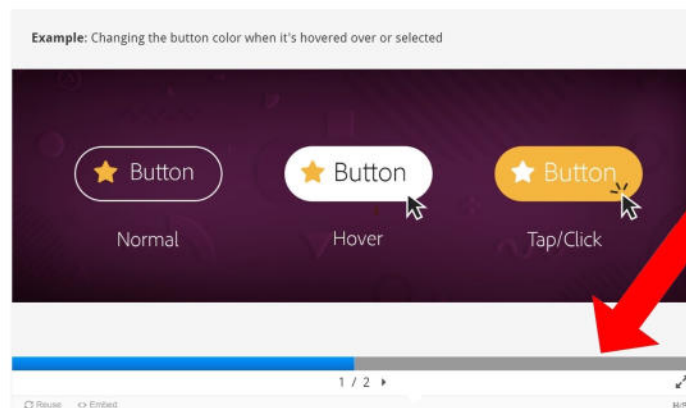 Example: Changing the button color when it's hovered over or selected
Button Button Button
Normal Hover Tap/Click
1 / 2
Reuse <> Embed